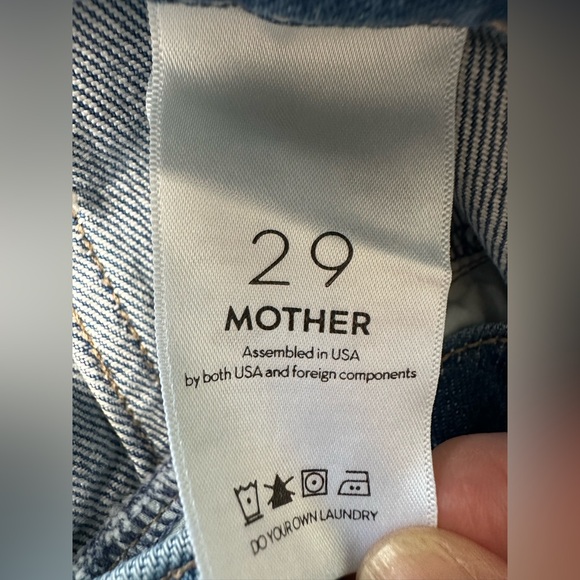 29
MOTHER
Assembled in USA
by both USA and foreign components
DO YOUR OWN LAUNDRY